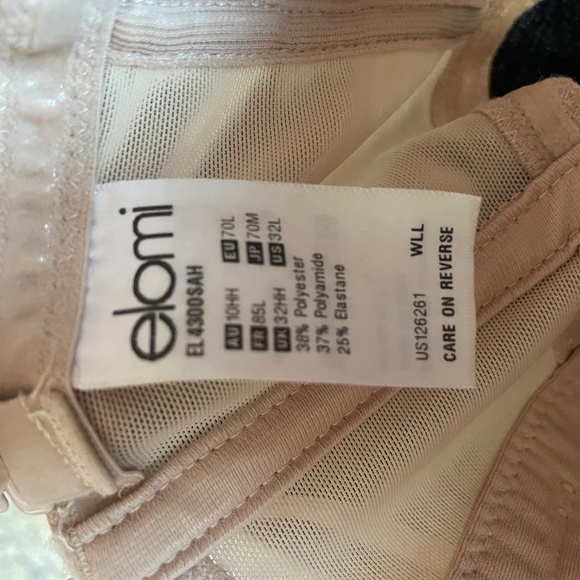 elomi
EL4300SAH
AU 10HH EU 70L
FR 85L JP 70M
UK 32HH US 32L
38% Polyester
37% Polyamide
25% Elastane
US126261 WLL
CARE ON REVERSE